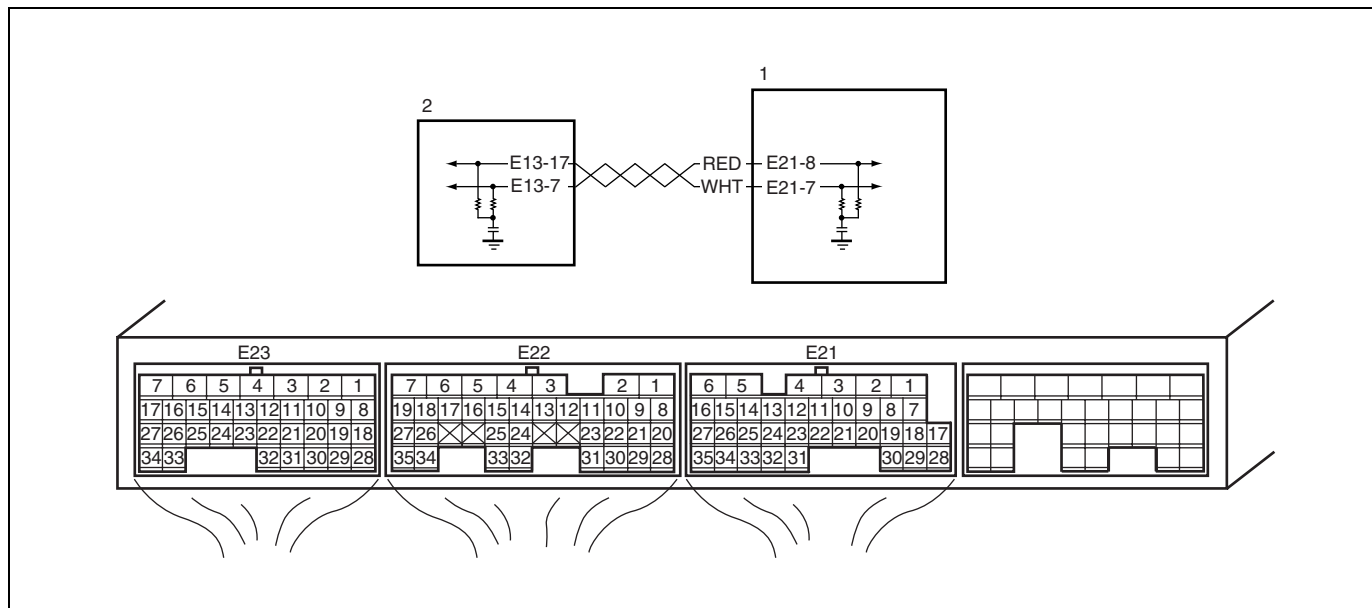 1
2
E13-17 RED E21-8
E13-7 WHT E21-7
E23 E22 E21
7 6 5 4 3 2 1 7 6 5 4 3 2 1 6 5 4 3 2 1
17 16 15 14 13 12 11 10 9 8 19 18 17 16 15 14 13 12 11 10 9 8 16 15 14 13 12 11 10 9 8 7
27 26 25 24 23 22 21 20 19 18 27 26 25 24 23 22 21 20 27 26 25 24 23 22 21 20 19 18 17
34 33 32 31 30 29 28 35 34 33 32 31 30 29 28 35 34 33 32 31 30 29 28